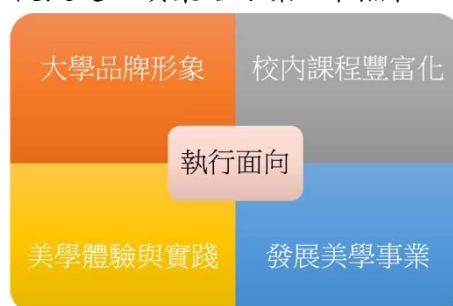 大學品牌形象
校內課程豐富化
執行面向
美學體驗與實踐
發展美學事業